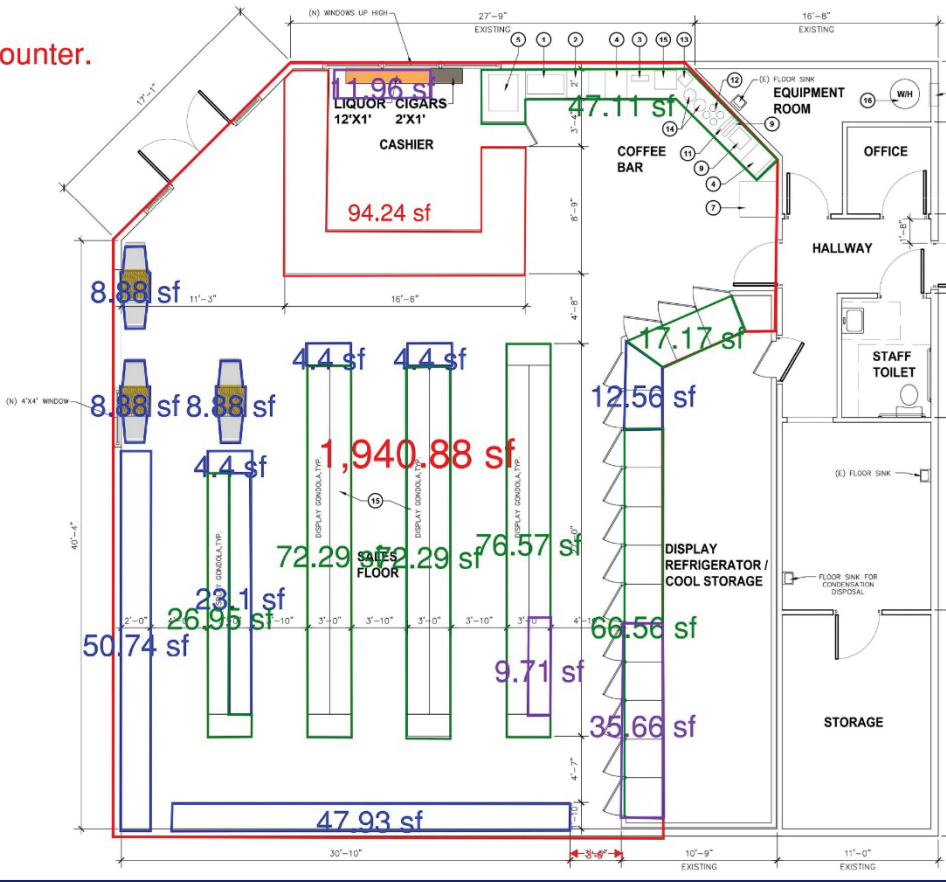 ounter.
(N) WINDOWS UP HIGH
27'-9"
EXISTING
16'-8"
EXISTING
17'-1"
5
1
2
4
3
15
13
12
(E) FLOOR SINK
EQUIPMENT
ROOM
16
W/H
11.96 sf
LIQUOR
12'X1'
CIGARS
2'X1'
2'
47.11 sf
CASHIER
3'-4"
14
9
11
9
4
7
COFFEE
BAR
OFFICE
94.24 sf
8'-9"
1'-8"
HALLWAY
8.88 sf
11'-3"
16'-6"
4'-8"
17.17 sf
4.4 sf
4.4 sf
STAFF
TOILET
(N) 4'X4' WINDOW
8.88 sf
8.88 sf
12.56 sf
4.4 sf
1,940.88 sf
DISPLAY GONDOLA,TYP.
DISPLAY GONDOLA,TYP.
DISPLAY GONDOLA,TYP.
15
(E) FLOOR SINK
40'-4"
72.29 sf
72.29 sf
76.57 sf
SALES
FLOOR
DISPLAY
REFRIGERATOR /
COOL STORAGE
FLOOR SINK FOR
CONDENSATION
DISPOSAL
23.1 sf
26.95 sf
2'-0"
3'-10"
3'-0"
3'-10"
3'-0"
3'-10"
3'-0"
66.56 sf
50.74 sf
9.71 sf
35.66 sf
STORAGE
4'-7"
47.93 sf
30'-10"
10'-9"
EXISTING
11'-0"
EXISTING